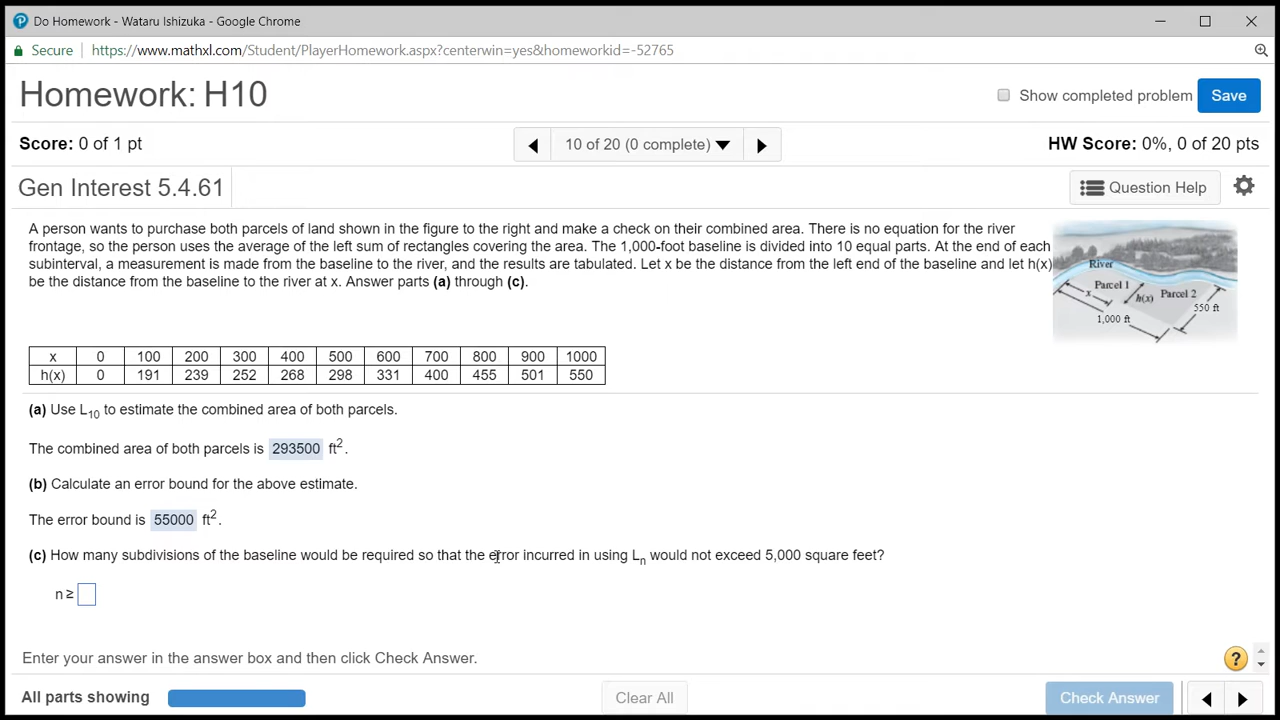 Do Homework - Wataru Ishizuka - Google Chrome
Secure | https://www.mathxl.com/Student/PlayerHomework.aspx?centerwin=yes&homeworkid=-52765
Homework: H10
Show completed problem Save
Score: 0 of 1 pt
10 of 20 (0 complete)
HW Score: 0%, 0 of 20 pts
Gen Interest 5.4.61
Question Help
A person wants to purchase both parcels of land shown in the figure to the right and make a check on their combined area. There is no equation for the river
frontage, so the person uses the average of the left sum of rectangles covering the area. The 1,000-foot baseline is divided into 10 equal parts. At the end of each
subinterval, a measurement is made from the baseline to the river, and the results are tabulated. Let x be the distance from the left end of the baseline and let h(x)
be the distance from the baseline to the river at x. Answer parts (a) through (c).
River
Parcel 1
x
h(x)
Parcel 2
550 ft
1,000 ft
x 0 100 200 300 400 500 600 700 800 900 1000
h(x) 0 191 239 252 268 298 331 400 455 501 550
(a) Use L10 to estimate the combined area of both parcels.
The combined area of both parcels is 293500 ft2.
(b) Calculate an error bound for the above estimate.
The error bound is 55000 ft2.
(c) How many subdivisions of the baseline would be required so that the error incurred in using Ln would not exceed 5,000 square feet?
n ≥
Enter your answer in the answer box and then click Check Answer.
?
All parts showing
Clear All
Check Answer